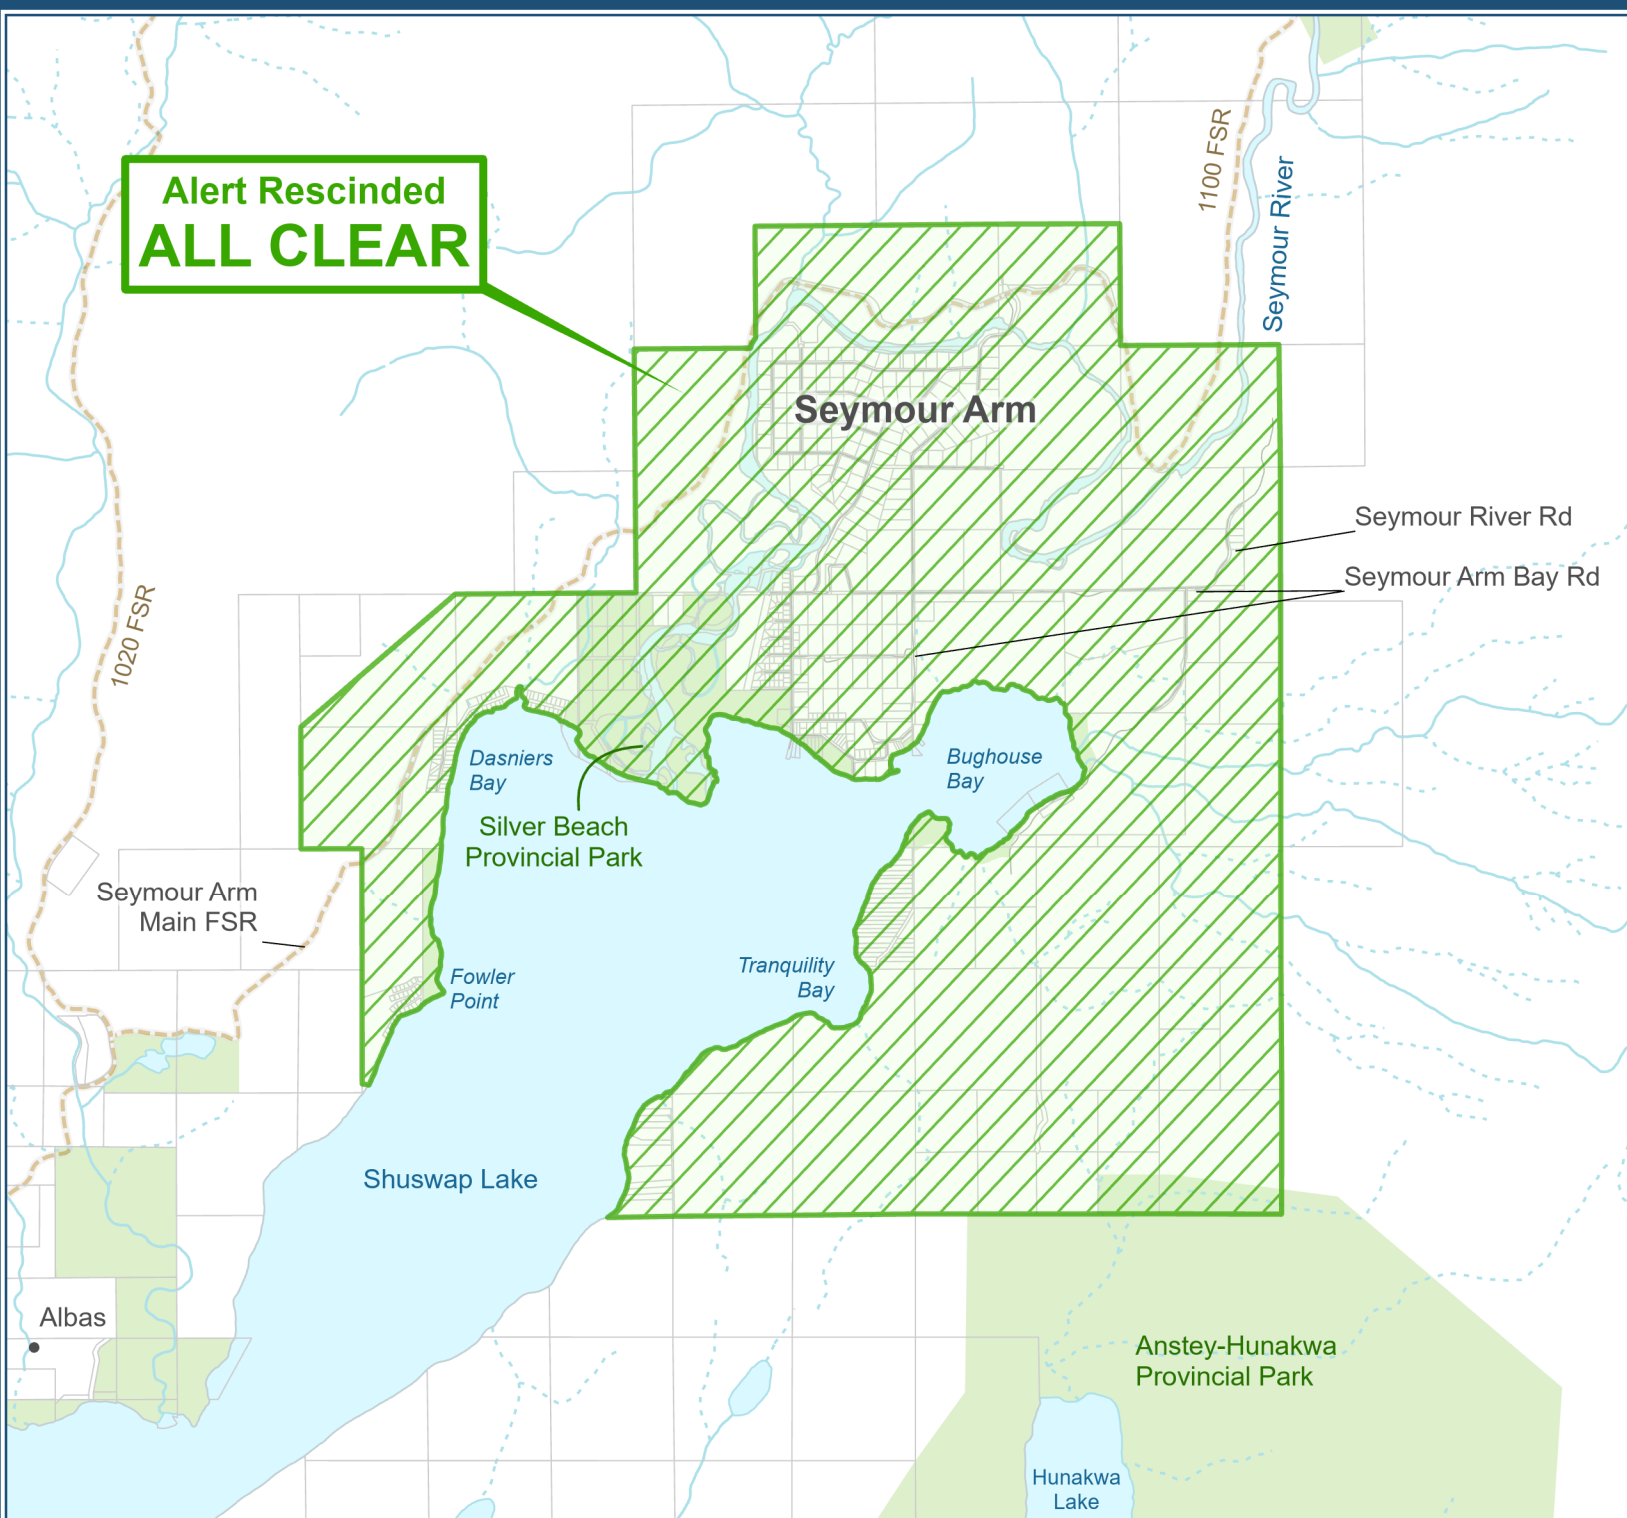 Alert Rescinded
ALL CLEAR
1100 FSR
Seymour River
Seymour Arm
Seymour River Rd
Seymour Arm Bay Rd
1020 FSR
Dasniers
Bay
Bughouse
Bay
Silver Beach
Provincial Park
Seymour Arm
Main FSR
Fowler
Point
Tranquility
Bay
Shuswap Lake
Albas
Anstey-Hunakwa
Provincial Park
Hunakwa
Lake